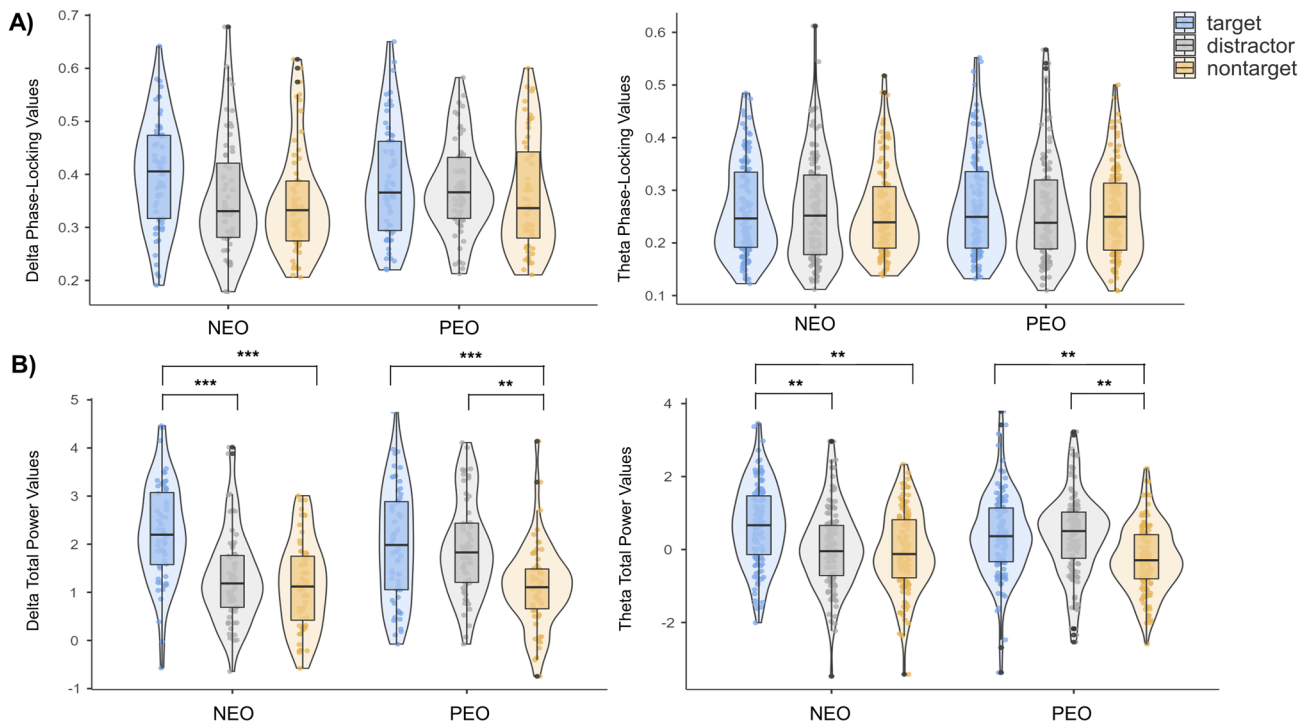 A)
Delta Phase-Locking Values
0.7
0.6
0.5
0.4
0.3
0.2
NEO
PEO
Theta Phase-Locking Values
0.6
0.5
0.4
0.3
0.2
0.1
NEO
PEO
target
distractor
nontarget
B)
Delta Total Power Values
5
4
3
2
1
0
-1
***
***
***
**
NEO
PEO
Theta Total Power Values
4
2
0
-2
**
**
**
**
NEO
PEO